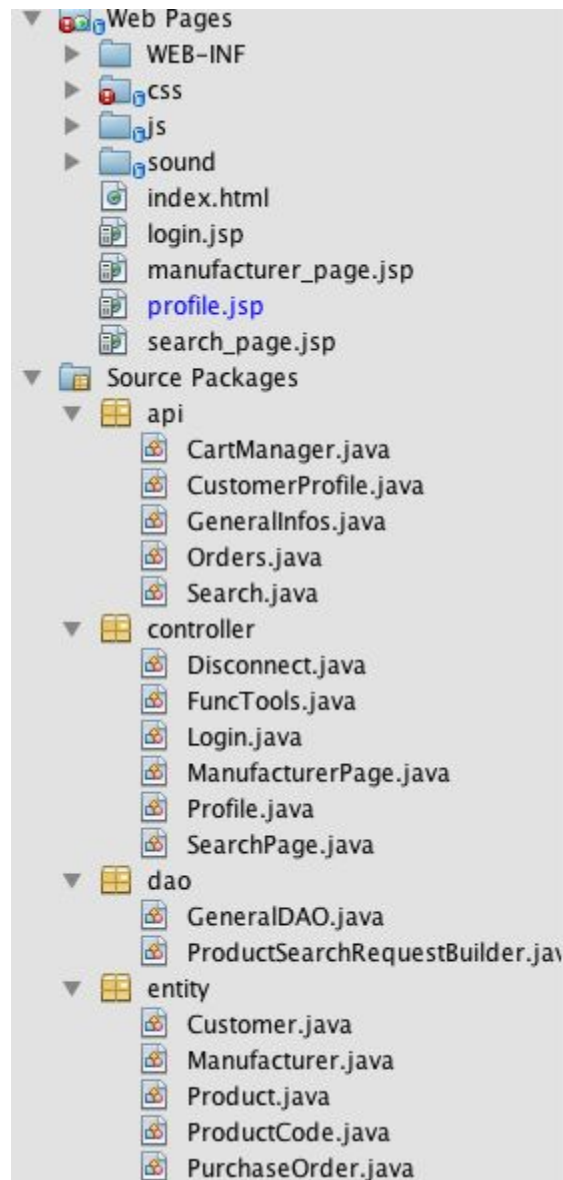 Web Pages
WEB-INF
css
js
sound
index.html
login.jsp
manufacturer_page.jsp
profile.jsp
search_page.jsp
Source Packages
api
CartManager.java
CustomerProfile.java
GeneralInfos.java
Orders.java
Search.java
controller
Disconnect.java
FuncTools.java
Login.java
ManufacturerPage.java
Profile.java
SearchPage.java
dao
GeneralDAO.java
ProductSearchRequestBuilder.jav
entity
Customer.java
Manufacturer.java
Product.java
ProductCode.java
PurchaseOrder.java